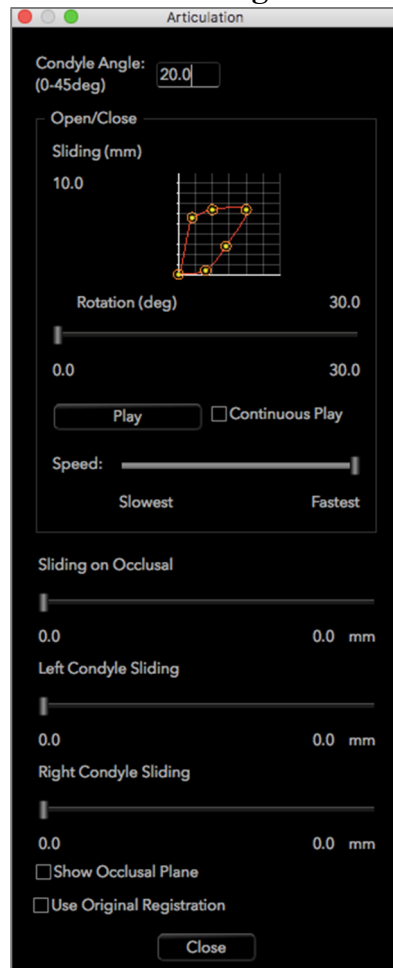 Articulation
Condyle Angle:
(0-45deg)
20.0
Open/Close
Sliding (mm)
10.0
Rotation (deg) 30.0
0.0 30.0
Play Continuous Play
Speed:
Slowest Fastest
Sliding on Occlusal
0.0 0.0 mm
Left Condyle Sliding
0.0 0.0 mm
Right Condyle Sliding
0.0 0.0 mm
Show Occlusal Plane
Use Original Registration
Close